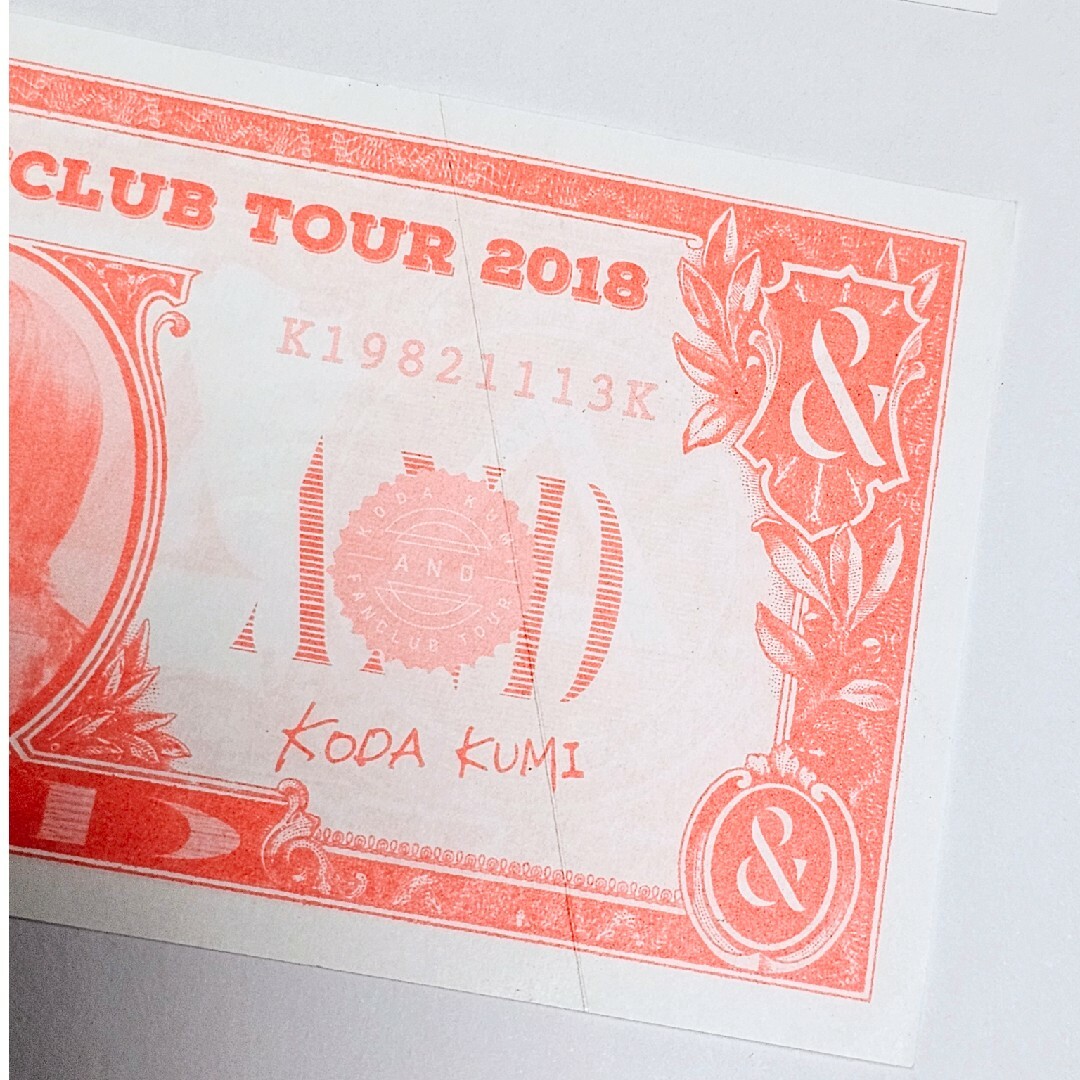 CLUB TOUR 2018
K19821113K
&
AND
KODA KUMI
AND
FANCLUB TOUR
KODA KUMI
&